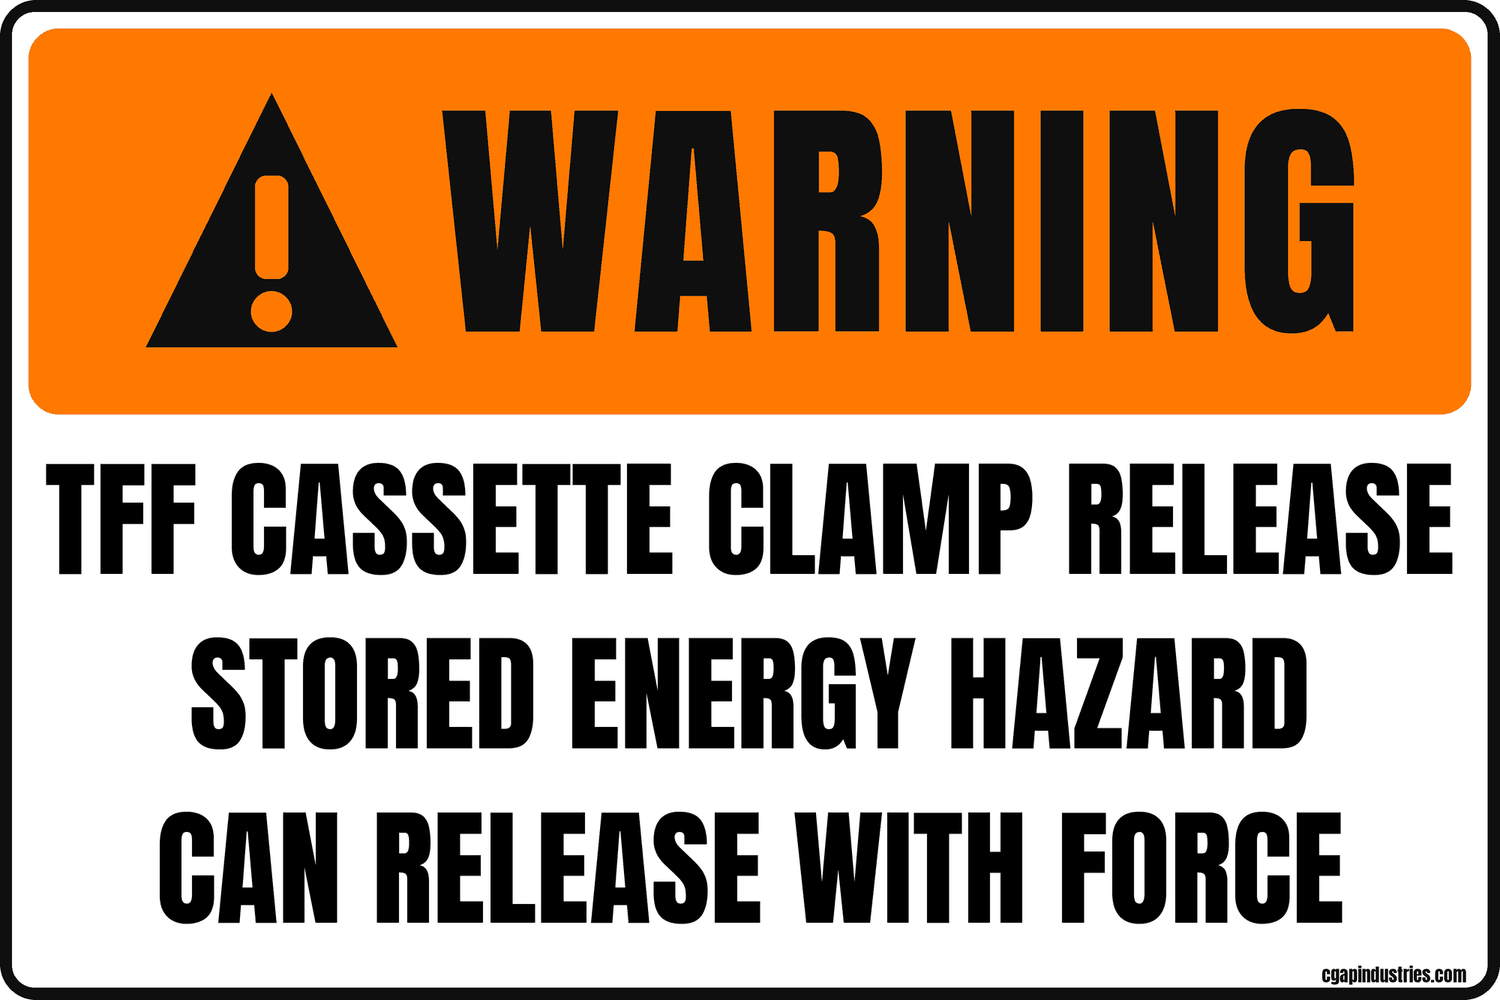 WARNING
TFF CASSETTE CLAMP RELEASE
STORED ENERGY HAZARD
CAN RELEASE WITH FORCE
cgapindustries.com